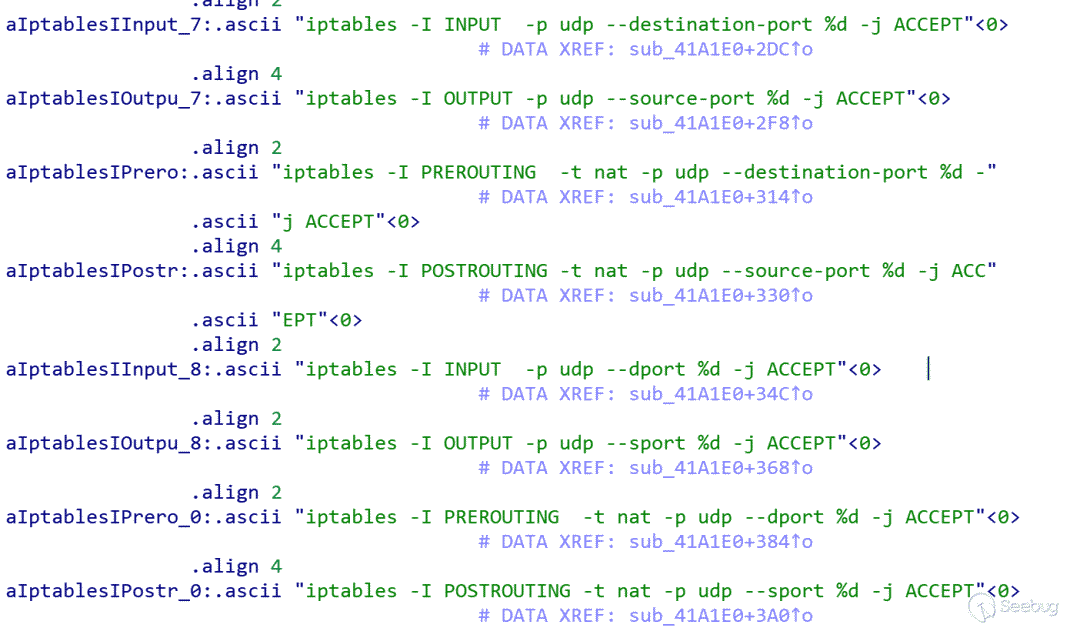 .align 2
aIptablesIInput_7:.ascii "iptables -I INPUT  -p udp --destination-port %d -j ACCEPT"<0>
# DATA XREF: sub_41A1E0+2DC↑o
.align 4
aIptablesIOutpu_7:.ascii "iptables -I OUTPUT -p udp --source-port %d -j ACCEPT"<0>
# DATA XREF: sub_41A1E0+2F8↑o
.align 2
aIptablesIPrero:.ascii "iptables -I PREROUTING  -t nat -p udp --destination-port %d -"
# DATA XREF: sub_41A1E0+314↑o
.ascii "j ACCEPT"<0>
.align 4
aIptablesIPostr:.ascii "iptables -I POSTROUTING -t nat -p udp --source-port %d -j ACC"
# DATA XREF: sub_41A1E0+330↑o
.ascii "EPT"<0>
.align 2
aIptablesIInput_8:.ascii "iptables -I INPUT  -p udp --dport %d -j ACCEPT"<0>
# DATA XREF: sub_41A1E0+34C↑o
.align 2
aIptablesIOutpu_8:.ascii "iptables -I OUTPUT -p udp --sport %d -j ACCEPT"<0>
# DATA XREF: sub_41A1E0+368↑o
.align 2
aIptablesIPrero_0:.ascii "iptables -I PREROUTING  -t nat -p udp --dport %d -j ACCEPT"<0>
# DATA XREF: sub_41A1E0+384↑o
.align 4
aIptablesIPostr_0:.ascii "iptables -I POSTROUTING -t nat -p udp --sport %d -j ACCEPT"<0>
# DATA XREF: sub_41A1E0+3A0↑o
Seebug